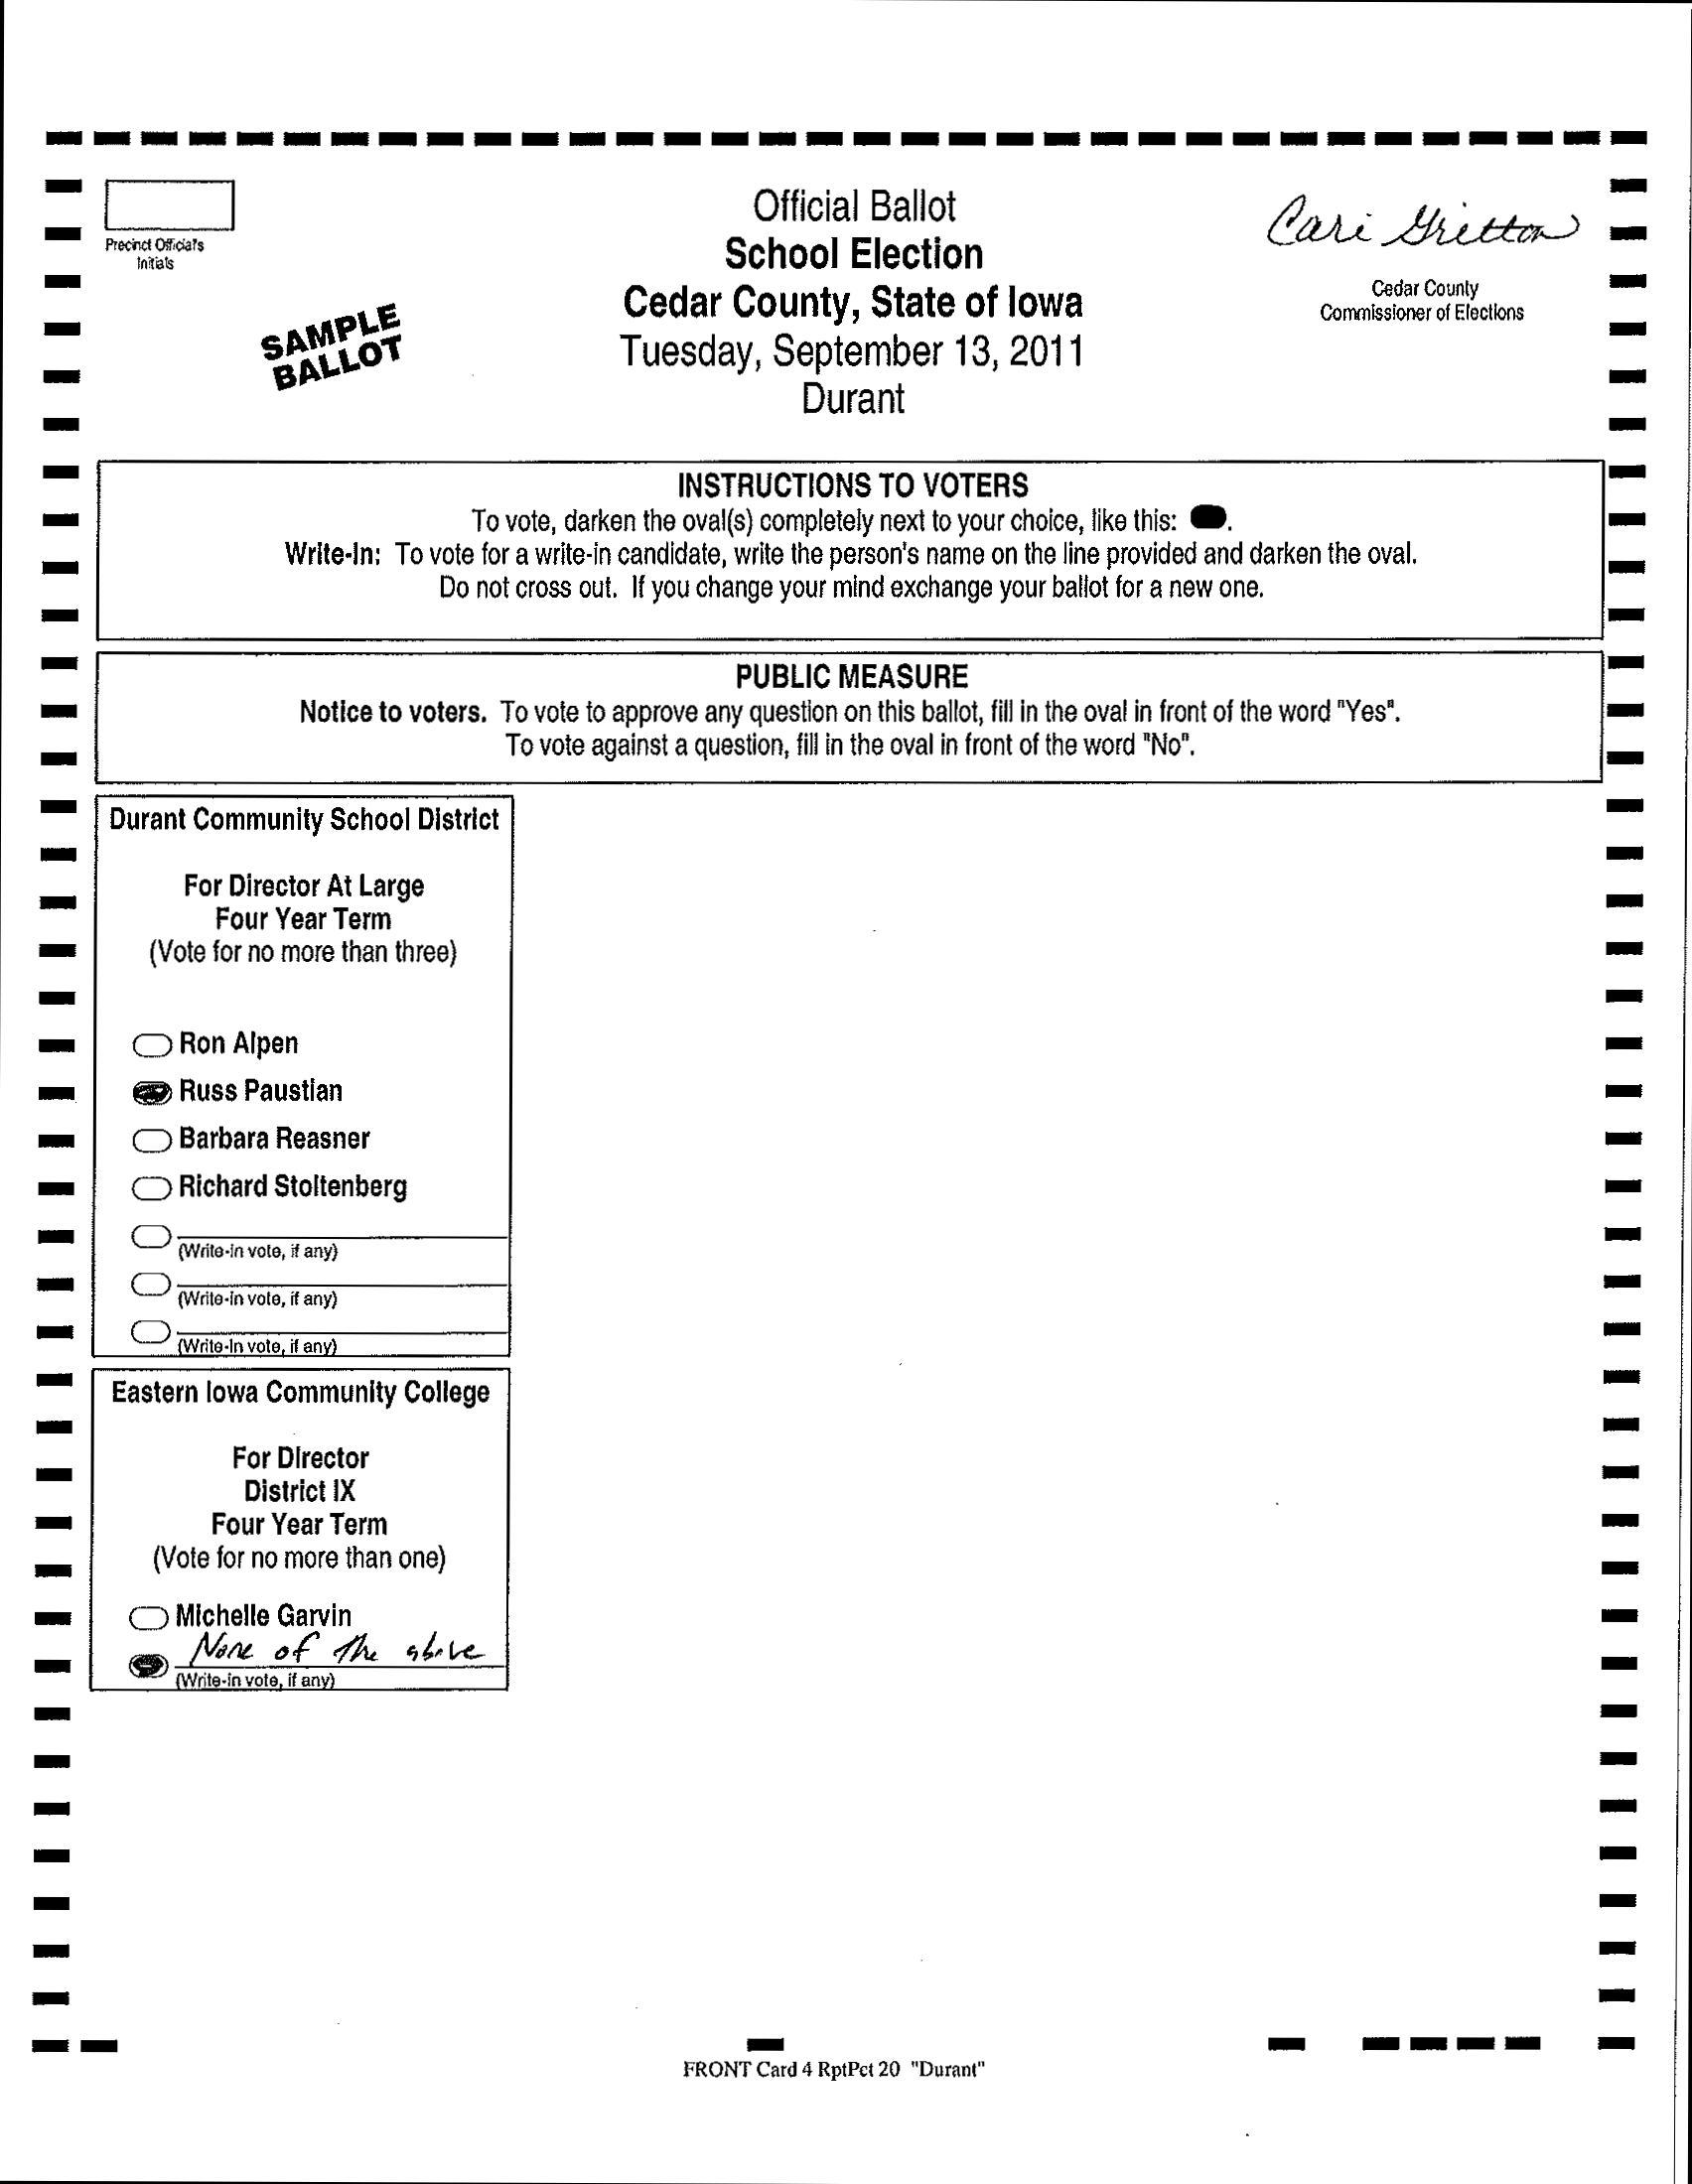 Official Ballot
School Election
Cedar County, State of Iowa
Tuesday, September 13, 2011
Durant
Precinct Official's
Initials
SAMPLE
BALLOT
Cari Gritton
Cedar County
Commissioner of Elections
INSTRUCTIONS TO VOTERS
To vote, darken the oval(s) completely next to your choice, like this: .
Write-In: To vote for a write-in candidate, write the person's name on the line provided and darken the oval.
Do not cross out. If you change your mind exchange your ballot for a new one.
PUBLIC MEASURE
Notice to voters. To vote to approve any question on this ballot, fill in the oval in front of the word "Yes".
To vote against a question, fill in the oval in front of the word "No".
Durant Community School District
For Director At Large
Four Year Term
(Vote for no more than three)
Ron Alpen
Russ Paustian
Barbara Reasner
Richard Stoltenberg
(Write-in vote, if any)
(Write-in vote, if any)
(Write-in vote, if any)
Eastern Iowa Community College
For Director
District IX
Four Year Term
(Vote for no more than one)
Michelle Garvin
None of the above
(Write-in vote, if any)
FRONT Card 4 RptPct 20 "Durant"